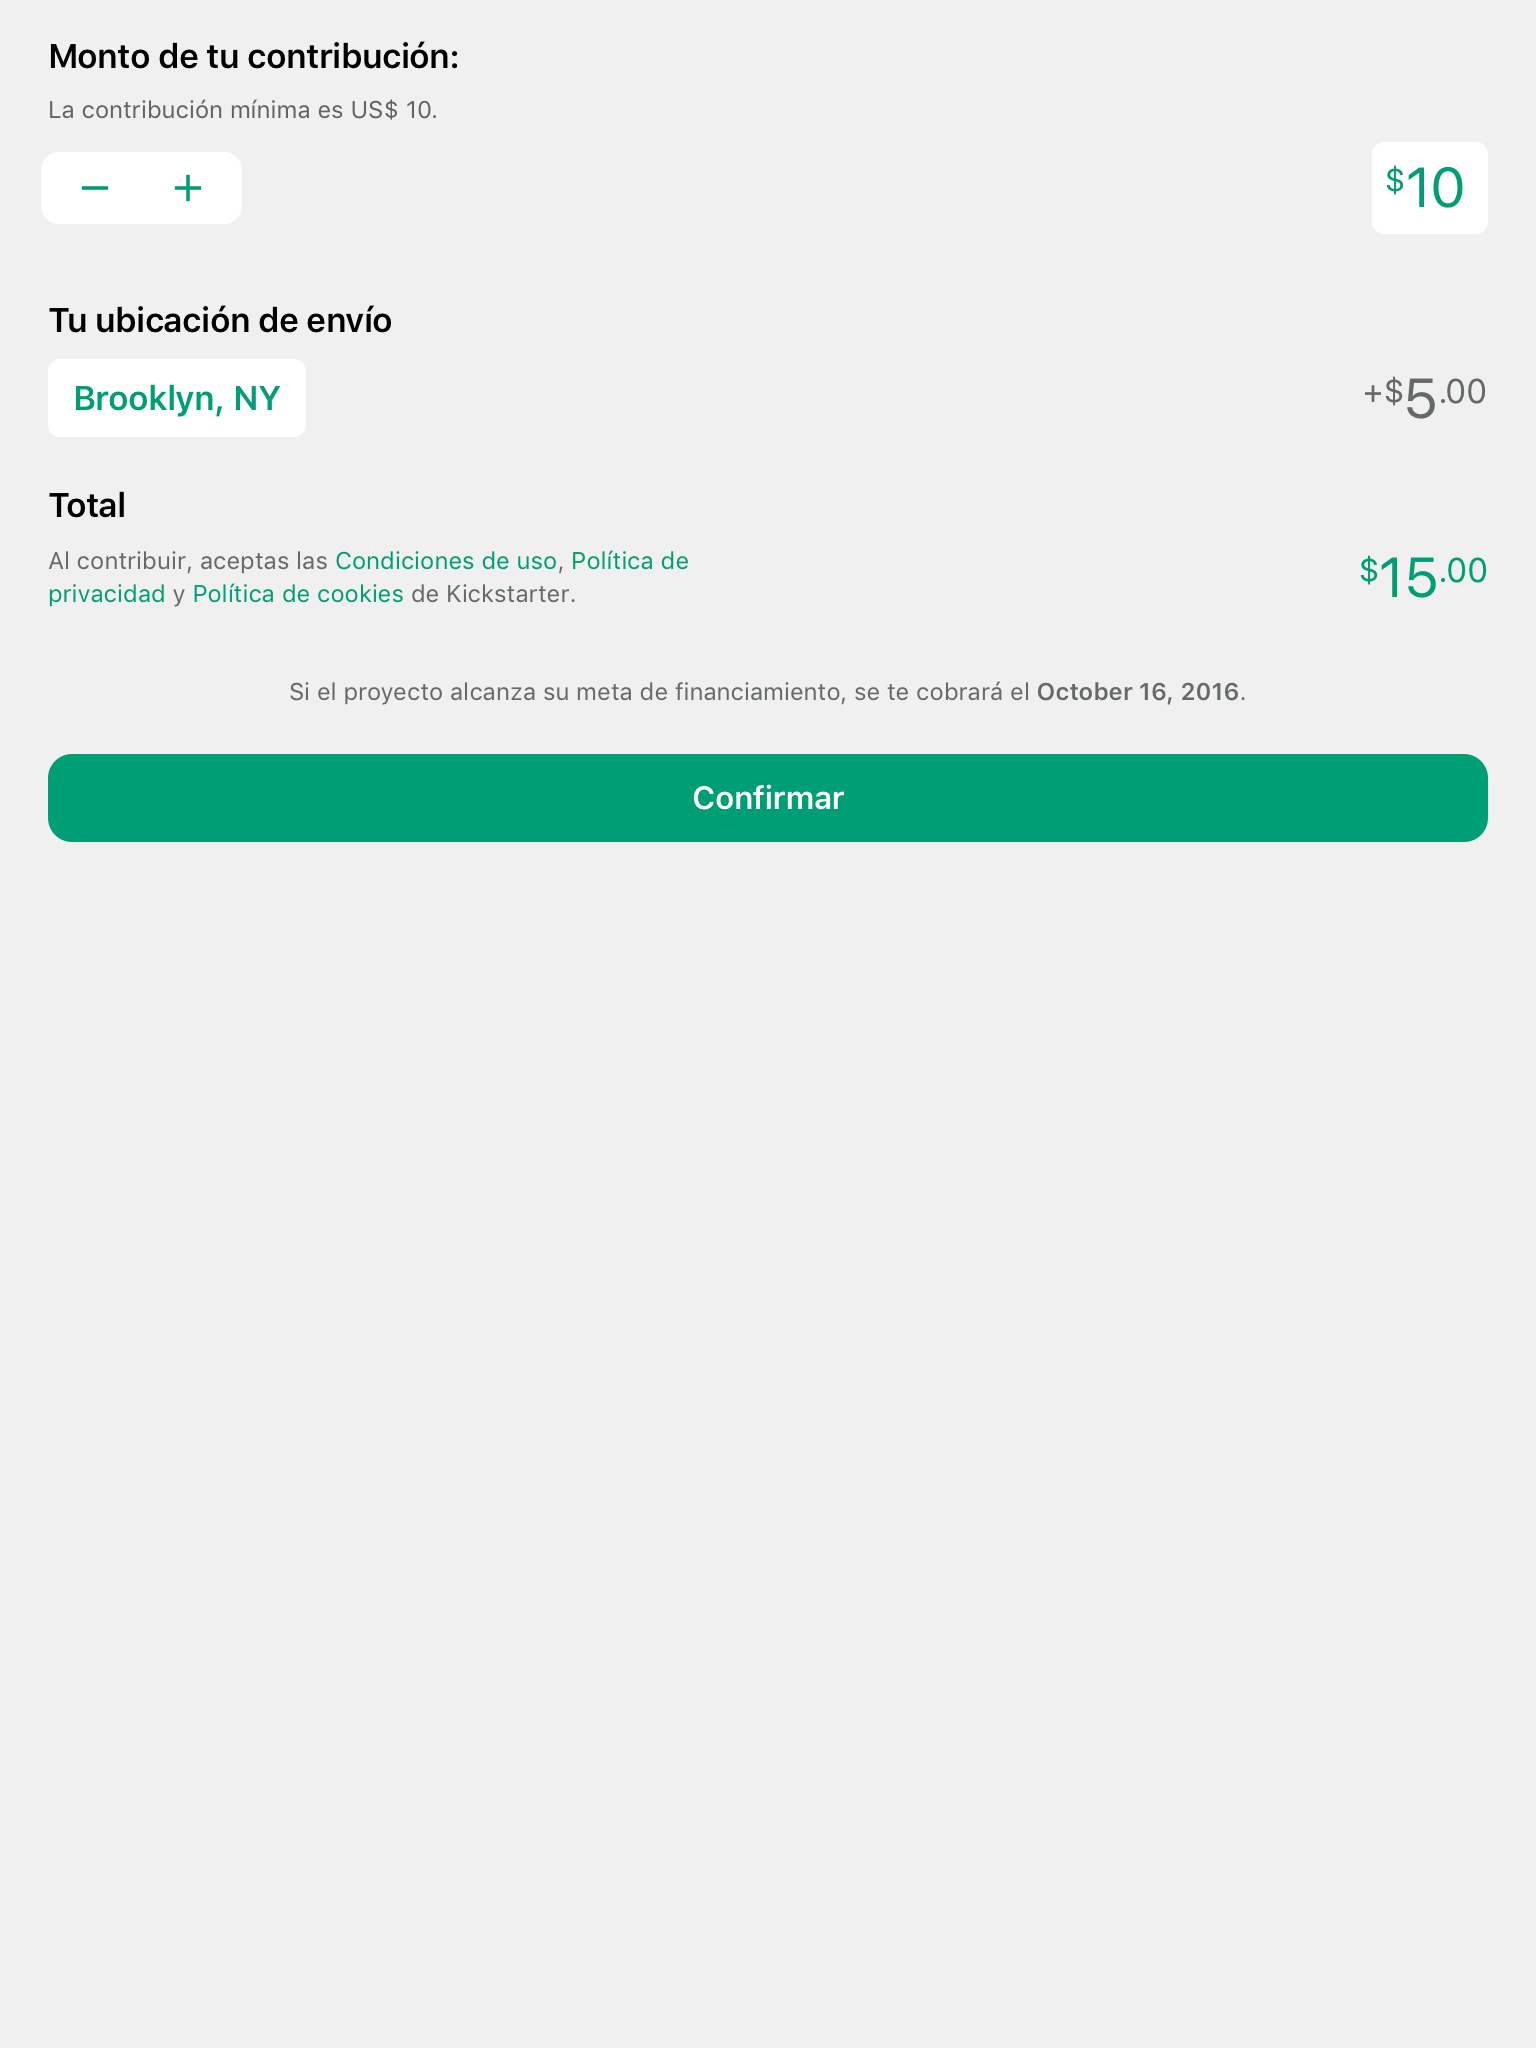 Monto de tu contribución:
La contribución mínima es US$ 10.
− +
$10
Tu ubicación de envío
Brooklyn, NY
+$5.00
Total
Al contribuir, aceptas las Condiciones de uso, Política de
privacidad y Política de cookies de Kickstarter.
$15.00
Si el proyecto alcanza su meta de financiamiento, se te cobrará el October 16, 2016.
Confirmar